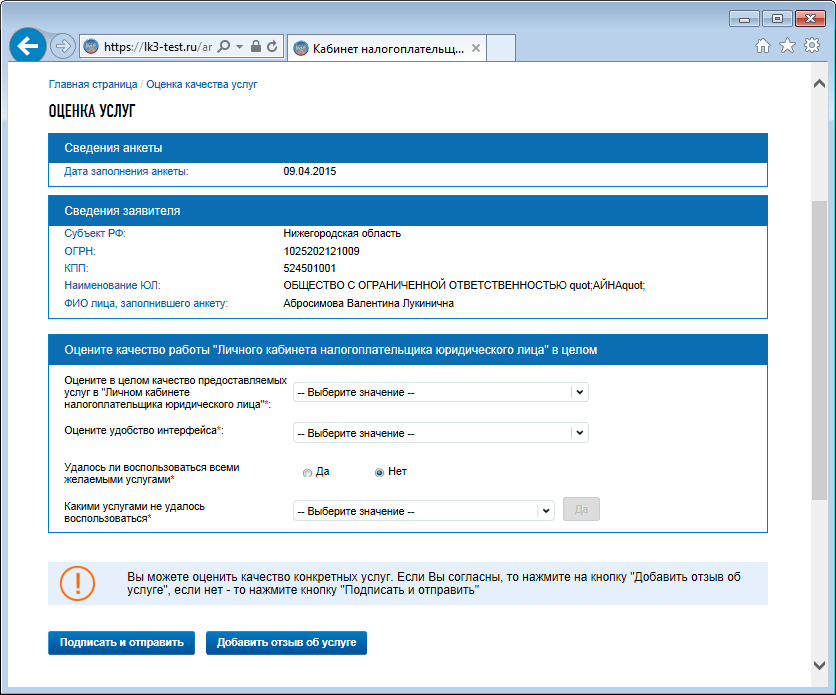 https://lk3-test.ru/ar
Кабинет налогоплательщ...
Главная страница / Оценка качества услуг
ОЦЕНКА УСЛУГ
Сведения анкеты
Дата заполнения анкеты: 09.04.2015
Сведения заявителя
Субъект РФ: Нижегородская область
ОГРН: 1025202121009
КПП: 524501001
Наименование ЮЛ: ОБЩЕСТВО С ОГРАНИЧЕННОЙ ОТВЕТСТВЕННОСТЬЮ quot;АЙНАquot;
ФИО лица, заполнившего анкету: Абросимова Валентина Лукинична
Оцените качество работы "Личного кабинета налогоплательщика юридического лица" в целом
Оцените в целом качество предоставляемых
услуг в "Личном кабинете
налогоплательщика юридического лица"*:
-- Выберите значение --
Оцените удобство интерфейса*: -- Выберите значение --
Удалось ли воспользоваться всеми
желаемыми услугами*
Да Нет
Какими услугами не удалось
воспользоваться*
-- Выберите значение -- Да
Вы можете оценить качество конкретных услуг. Если Вы согласны, то нажмите на кнопку "Добавить отзыв об
услуге", если нет - то нажмите кнопку "Подписать и отправить"
Подписать и отправить Добавить отзыв об услуге